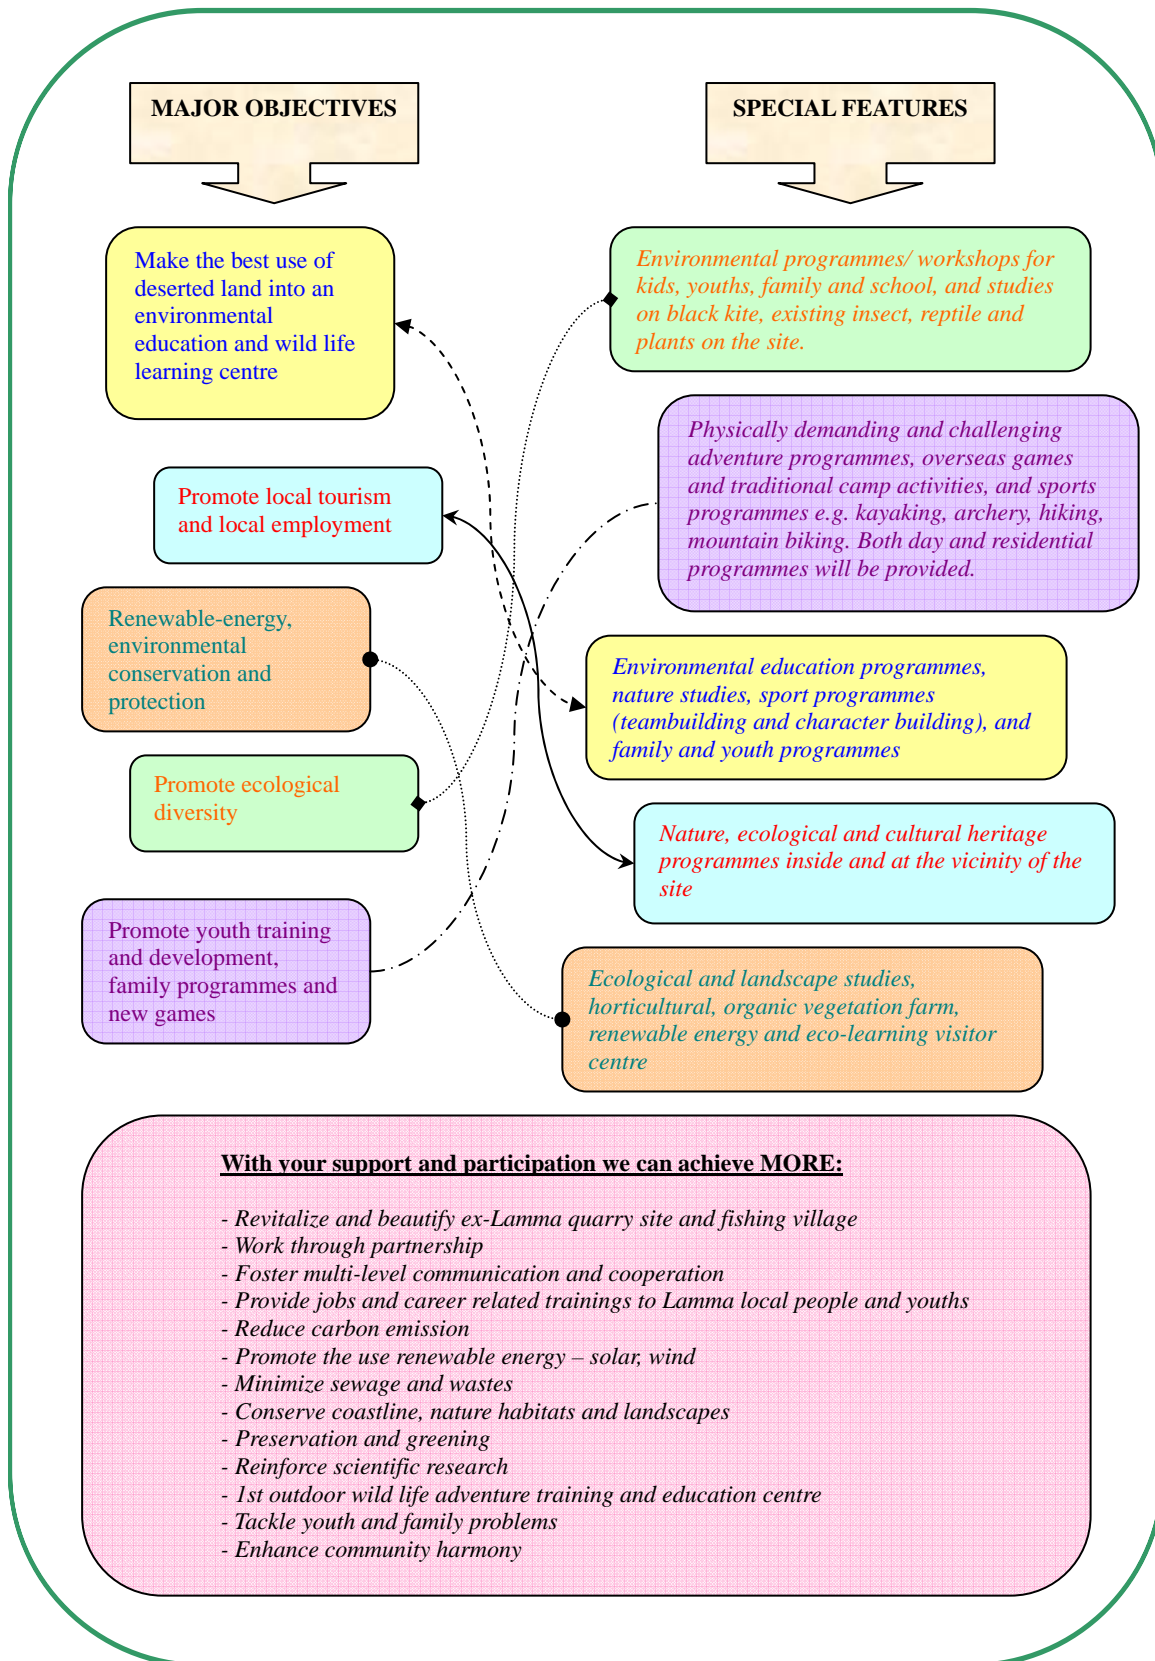 MAJOR OBJECTIVES
Make the best use of
deserted land into an
environmental
education and wild life
learning centre
Promote local tourism
and local employment
Renewable-energy,
environmental
conservation and
protection
Promote ecological
diversity
Promote youth training
and development,
family programmes and
new games
SPECIAL FEATURES
Environmental programmes/ workshops for
kids, youths, family and school, and studies
on black kite, existing insect, reptile and
plants on the site.
Physically demanding and challenging
adventure programmes, overseas games
and traditional camp activities, and sports
programmes e.g. kayaking, archery, hiking,
mountain biking. Both day and residential
programmes will be provided.
Environmental education programmes,
nature studies, sport programmes
(teambuilding and character building), and
family and youth programmes
Nature, ecological and cultural heritage
programmes inside and at the vicinity of the
site
Ecological and landscape studies,
horticultural, organic vegetation farm,
renewable energy and eco-learning visitor
centre
With your support and participation we can achieve MORE:
- Revitalize and beautify ex-Lamma quarry site and fishing village
- Work through partnership
- Foster multi-level communication and cooperation
- Provide jobs and career related trainings to Lamma local people and youths
- Reduce carbon emission
- Promote the use renewable energy – solar, wind
- Minimize sewage and wastes
- Conserve coastline, nature habitats and landscapes
- Preservation and greening
- Reinforce scientific research
- 1st outdoor wild life adventure training and education centre
- Tackle youth and family problems
- Enhance community harmony